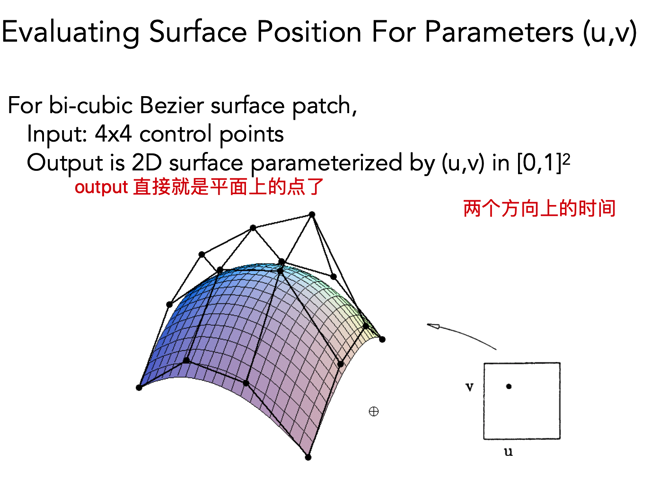 Evaluating Surface Position For Parameters (u,v)
For bi-cubic Bezier surface patch,
Input: 4x4 control points
Output is 2D surface parameterized by (u,v) in [0,1]²
output 直接就是平面上的点了
两个方向上的时间
v
u